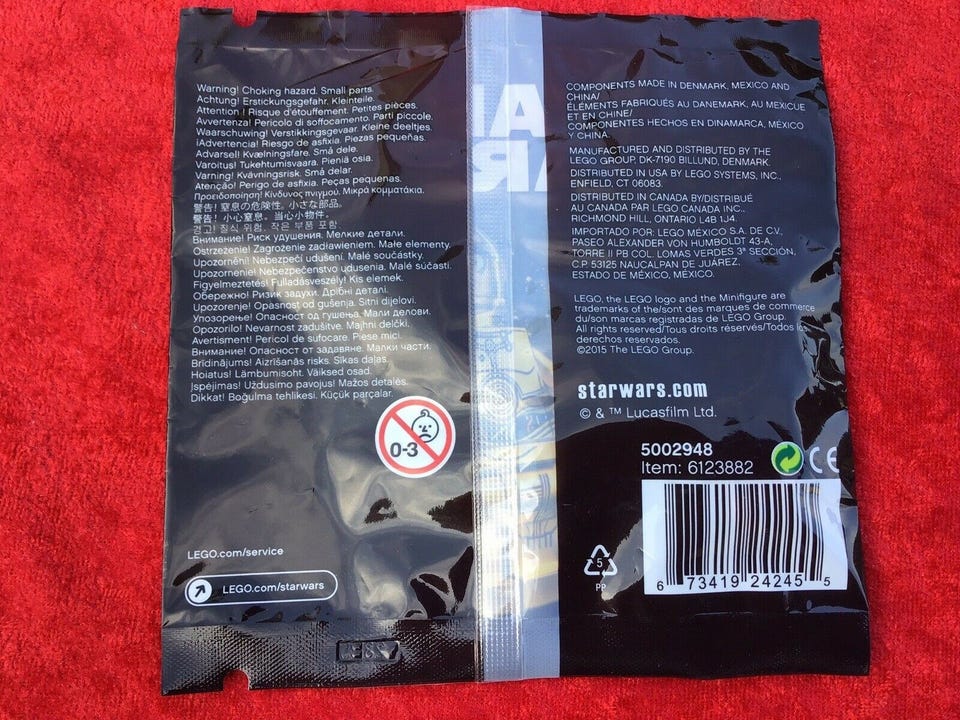 Warning! Choking hazard. Small parts.
Achtung! Erstickungsgefahr. Kleinteile.
Attention ! Risque d'étouffement. Petites pièces.
Avvertenza! Pericolo di soffocamento. Parti piccole.
Waarschuwing! Verstikkingsgevaar. Kleine deeltjes.
¡Advertencia! Riesgo de asfixia. Piezas pequeñas.
Advarsel! Kvælningsfare. Små dele.
Varoitus! Tukehtumisvaara. Pieniä osia.
Varning! Kvävningsrisk. Små delar.
Atenção! Perigo de asfixia. Peças pequenas.
Προειδοποίηση! Κίνδυνος πνιγμού. Μικρά κομματάκια.
警告! 窒息の危険性。小さな部品。
警告! 小心窒息。当心小物件。
경고! 질식 위험. 작은 부품 포함.
Внимание! Риск удушения. Мелкие детали.
Ostrzeżenie! Zagrożenie zadławieniem. Małe elementy.
Upozornění! Nebezpečí udušení. Malé součástky.
Upozornenie! Nebezpečenstvo udusenia. Malé súčasti.
Figyelmeztetés! Fulladásveszély! Kis elemek.
Обережно! Ризик задухи. Дрібні деталі.
Upozorenje! Opasnost od gušenja. Sitni dijelovi.
Упозорење! Опасност од гушења. Мали делови.
Opozorilo! Nevarnost zadušitve. Majhni delčki.
Avertisment! Pericol de sufocare. Piese mici.
Внимание! Опасност от задавяне. Малки части.
Brīdinājums! Aizrīšanās risks. Sīkas daļas.
Hoiatus! Lämbumisoht. Väiksed osad.
Įspėjimas! Uždusimo pavojus! Mažos detalės.
Dikkat! Boğulma tehlikesi. Küçük parçalar.
0-3
LEGO.com/service
LEGO.com/starwars
COMPONENTS MADE IN DENMARK, MEXICO AND
CHINA/
ÉLÉMENTS FABRIQUÉS AU DANEMARK, AU MEXIQUE
ET EN CHINE/
COMPONENTES HECHOS EN DINAMARCA, MÉXICO
Y CHINA.
MANUFACTURED AND DISTRIBUTED BY THE
LEGO GROUP, DK-7190 BILLUND, DENMARK.
DISTRIBUTED IN USA BY LEGO SYSTEMS, INC.,
ENFIELD, CT 06083.
DISTRIBUTED IN CANADA BY/DISTRIBUÉ
AU CANADA PAR LEGO CANADA INC.,
RICHMOND HILL, ONTARIO L4B 1J4.
IMPORTADO POR: LEGO MÉXICO S.A. DE C.V.,
PASEO ALEXANDER VON HUMBOLDT 43-A,
TORRE II PB COL. LOMAS VERDES 3ª SECCIÓN,
C.P. 53125 NAUCALPAN DE JUÁREZ,
ESTADO DE MÉXICO, MÉXICO.
LEGO, the LEGO logo and the Minifigure are
trademarks of the/sont des marques de commerce
du/son marcas registradas de LEGO Group.
All rights reserved/Tous droits réservés/Todos los
derechos reservados.
©2015 The LEGO Group.
starwars.com
© & ™ Lucasfilm Ltd.
5002948
Item: 6123882
CE
5
PP
6 73419 24245 5